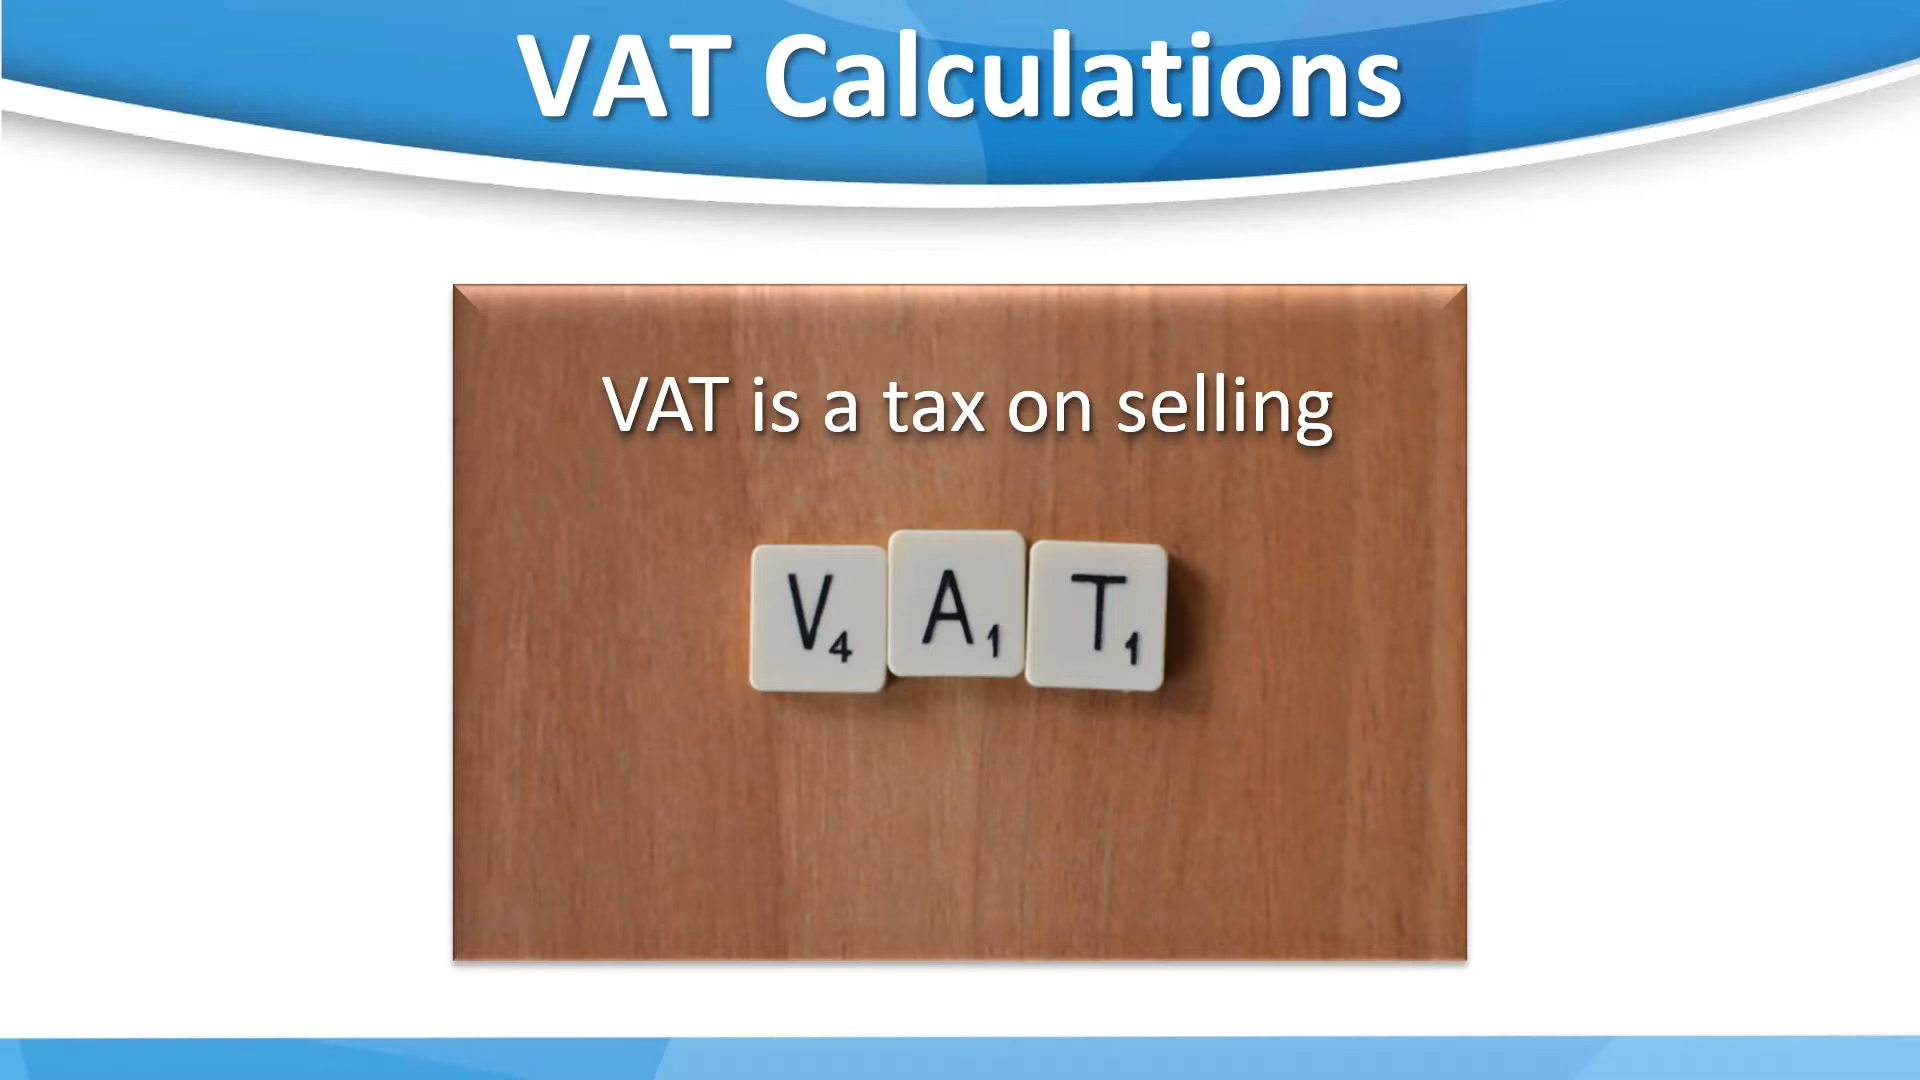 VAT Calculations
VAT is a tax on selling
V4 A1 T1